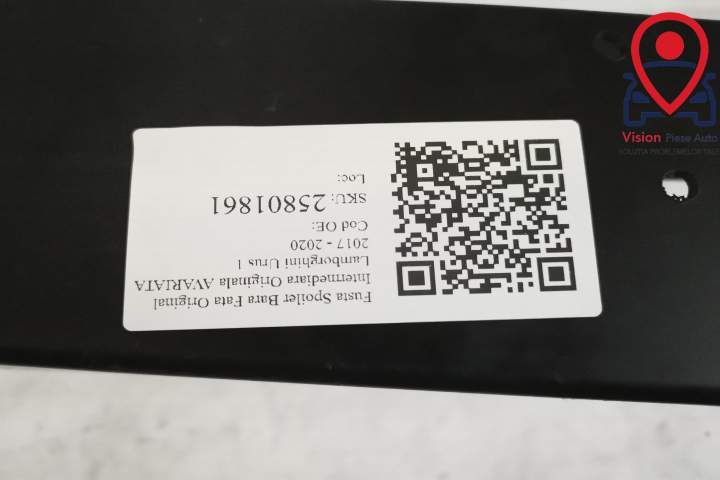 Fusta Spoiler Bara Fata Original
Intermediara Originala AVARIATA
Lamborghini Urus 1
2017 - 2020
Cod OE:
SKU: 25801861
Loc:
Vision Piese Auto